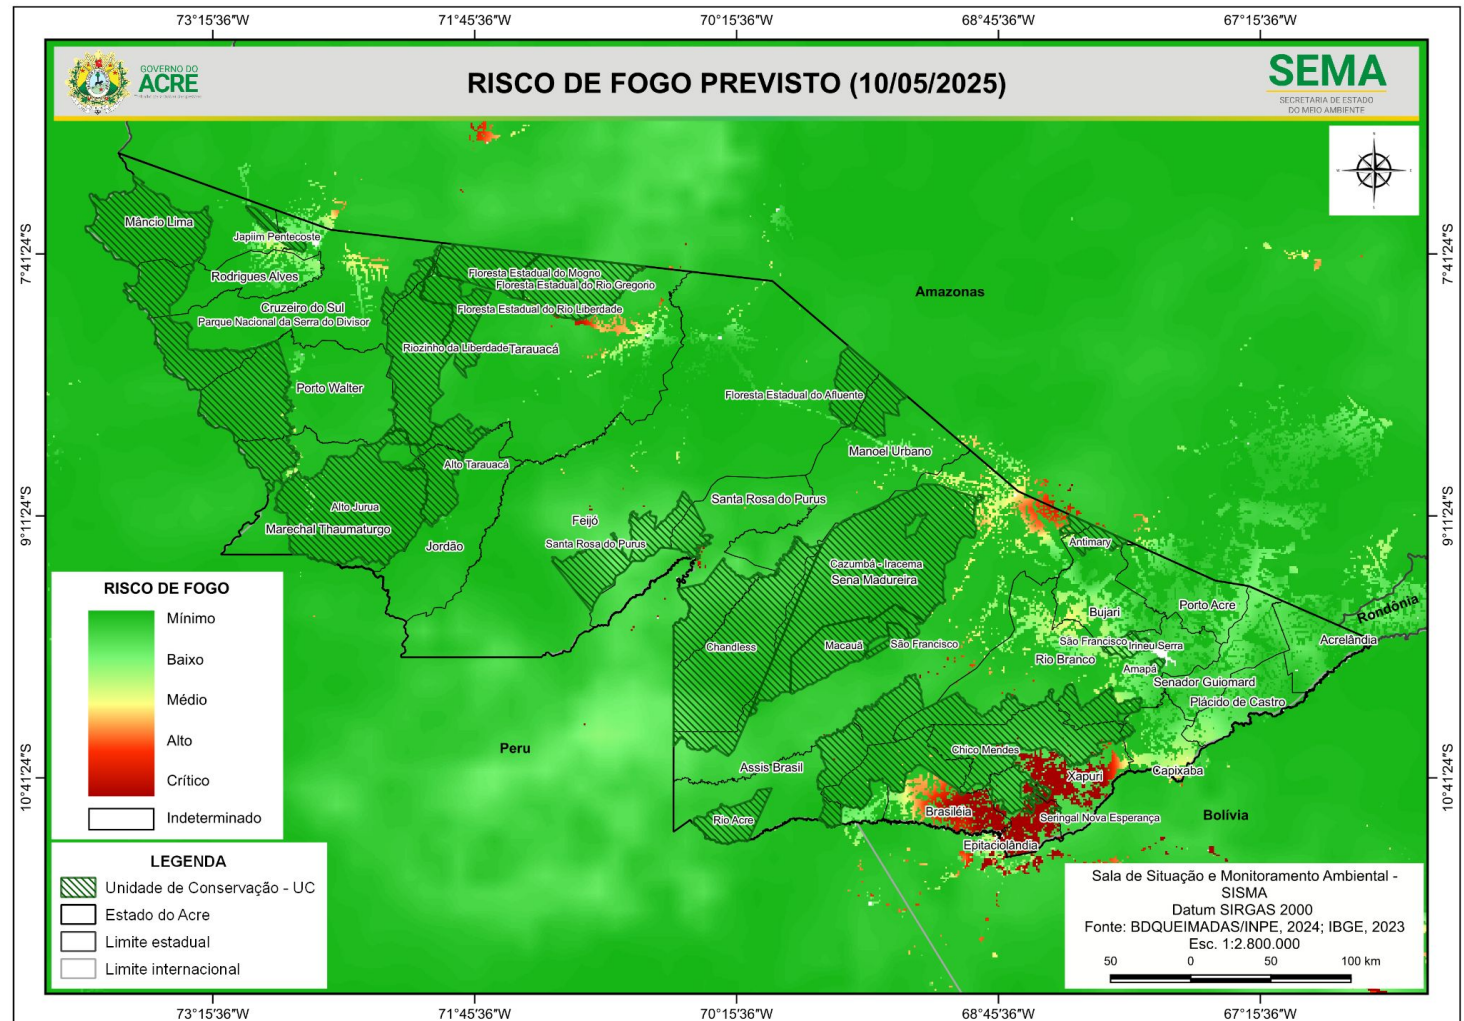 73°15'36"W
71°45'36"W
70°15'36"W
68°45'36"W
67°15'36"W
GOVERNO DO
ACRE
RISCO DE FOGO PREVISTO (10/05/2025)
SEMA
SECRETARIA DE ESTADO
DO MEIO AMBIENTE
7°41'24"S
7°41'24"S
9°11'24"S
9°11'24"S
10°41'24"S
10°41'24"S
Mâncio Lima
Japiim Pentecoste
Rodrigues Alves
Floresta Estadual do Mogno
Floresta Estadual do Rio Gregorio
Amazonas
Cruzeiro do Sul
Floresta Estadual do Rio Liberdade
Parque Nacional da Serra do Divisor
Riozinho da Liberdade
Tarauacá
Porto Walter
Floresta Estadual do Afluente
Manoel Urbano
Alto Tarauacá
Santa Rosa do Purus
Alto Jurua
Feijó
Marechal Thaumaturgo
Jordão
Santa Rosa do Purus
Antimary
Cazumbá - Iracema
Sena Madureira
Bujari
Porto Acre
Rondônia
Acrelândia
Chandless
Macauã
São Francisco
São Francisco
Irineu Serra
Rio Branco
Amapá
Senador Guiomard
Plácido de Castro
Peru
Chico Mendes
Assis Brasil
Xapuri
Capixaba
Brasiléia
Seringal Nova Esperança
Bolívia
Rio Acre
Epitaciolândia
RISCO DE FOGO
Mínimo
Baixo
Médio
Alto
Crítico
Indeterminado
LEGENDA
Unidade de Conservação - UC
Estado do Acre
Limite estadual
Limite internacional
Sala de Situação e Monitoramento Ambiental -
SISMA
Datum SIRGAS 2000
Fonte: BDQUEIMADAS/INPE, 2024; IBGE, 2023
Esc. 1:2.800.000
50 0 50 100 km
73°15'36"W
71°45'36"W
70°15'36"W
68°45'36"W
67°15'36"W